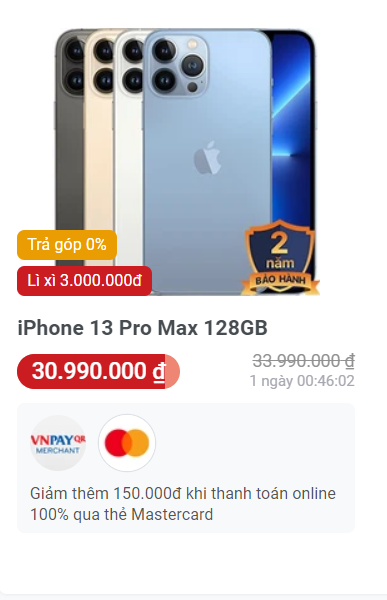 Trả góp 0%
Lì xì 3.000.000đ
2
năm
BẢO HÀNH
iPhone 13 Pro Max 128GB
30.990.000 ₫
33.990.000 ₫
1 ngày 00:46:02
VNPAY QR
MERCHANT
Giảm thêm 150.000đ khi thanh toán online
100% qua thẻ Mastercard